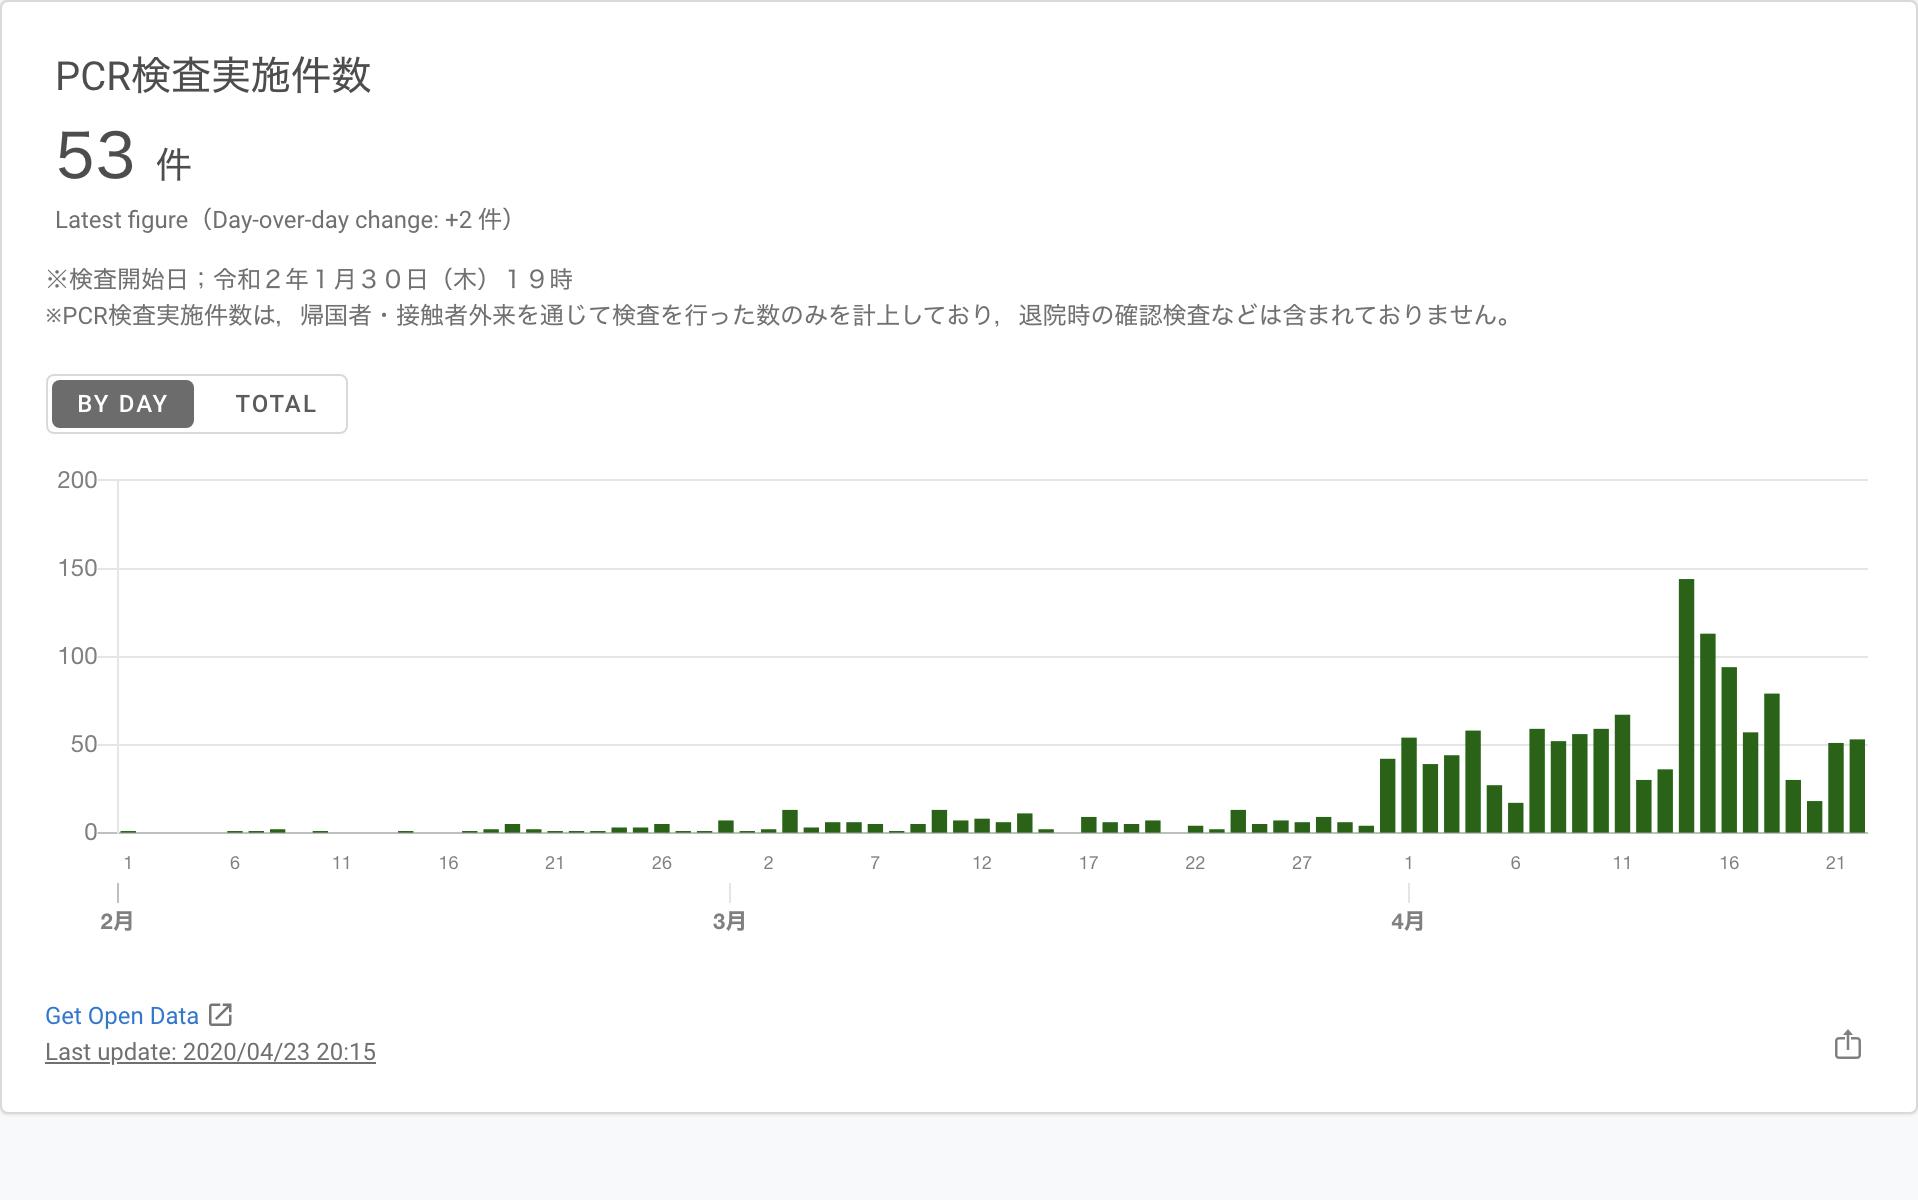 PCR検査実施件数
53 件
Latest figure（Day-over-day change: +2 件）
※検査開始日；令和２年１月３０日（木）１９時
※PCR検査実施件数は，帰国者・接触者外来を通じて検査を行った数のみを計上しており，退院時の確認検査などは含まれておりません。
BY DAY TOTAL
200
150
100
50
0
1 6 11 16 21 26 2 7 12 17 22 27 1 6 11 16 21
2月 3月 4月
Get Open Data
Last update: 2020/04/23 20:15